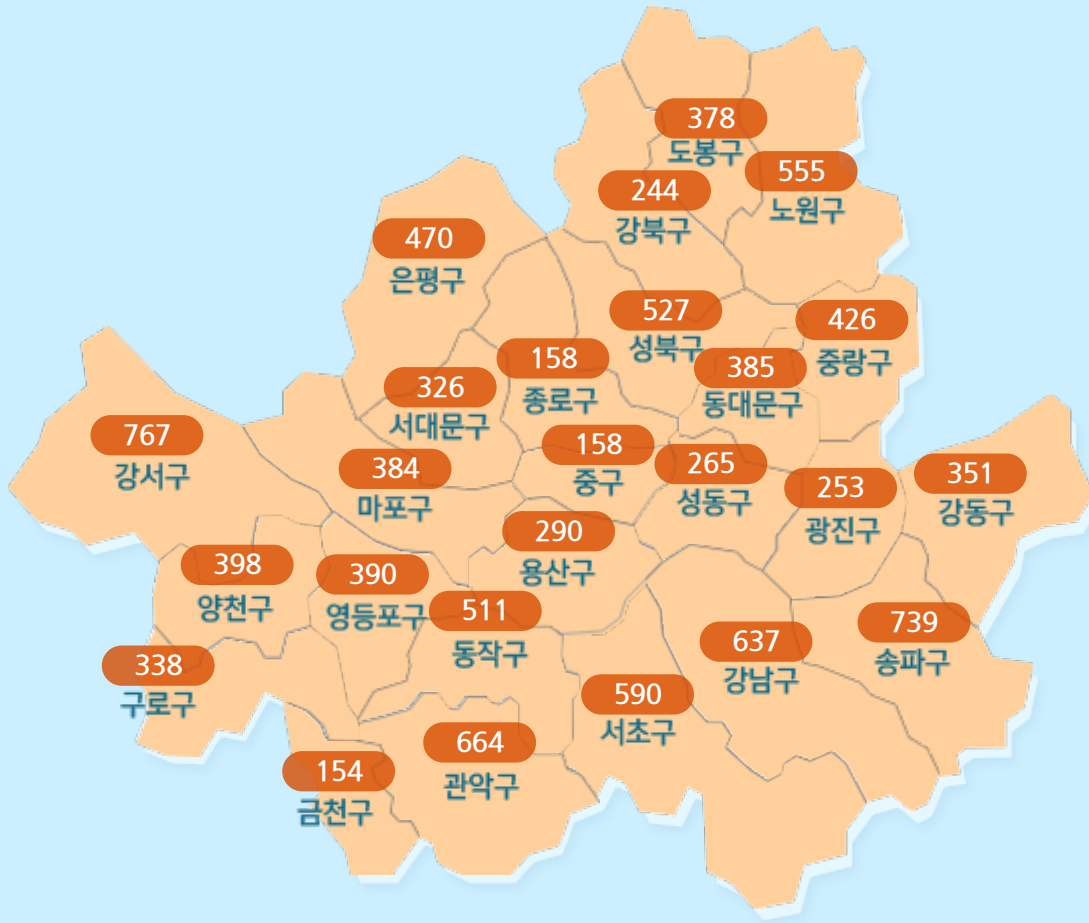 378
도봉구
555
노원구
244
강북구
470
은평구
527
성북구
426
중랑구
158
종로구
385
동대문구
326
서대문구
767
강서구
158
중구
384
마포구
265
성동구
253
광진구
351
강동구
290
용산구
398
양천구
390
영등포구
511
동작구
739
송파구
637
강남구
338
구로구
590
서초구
664
관악구
154
금천구